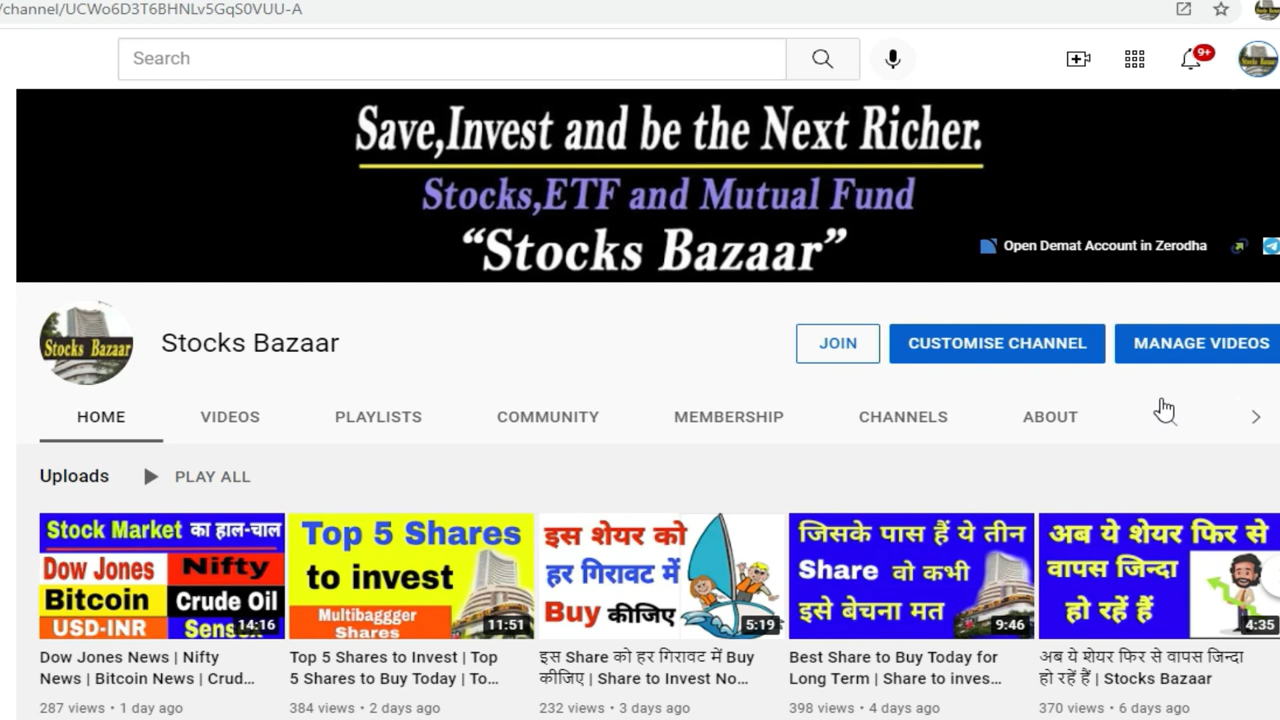 /channel/UCWo6D3T6BHNLv5GqS0VUU-A
Search
9+
Save,Invest and be the Next Richer.
Stocks,ETF and Mutual Fund
“Stocks Bazaar”
Open Demat Account in Zerodha
Stocks Bazaar
Stocks Bazaar
JOIN
CUSTOMISE CHANNEL
MANAGE VIDEOS
HOME
VIDEOS
PLAYLISTS
COMMUNITY
MEMBERSHIP
CHANNELS
ABOUT
Uploads
PLAY ALL
Stock Market का हाल-चाल
Dow Jones Nifty
Bitcoin Crude Oil
USD-INR
14:16
Dow Jones News | Nifty
News | Bitcoin News | Crud...
287 views • 1 day ago
Top 5 Shares
to invest
Multibaggger
Shares
11:51
Top 5 Shares to Invest | Top
5 Shares to Buy Today | To...
384 views • 2 days ago
इस शेयर को
हर गिरावट में
Buy कीजिए
5:19
इस Share को हर गिरावट में Buy
कीजिए | Share to Invest No...
232 views • 3 days ago
जिसके पास हैं ये तीन
Share वो कभी
इसे बेचना मत
9:46
Best Share to Buy Today for
Long Term | Share to inves...
398 views • 4 days ago
अब ये शेयर फिर से
वापस जिन्दा
हो रहें हैं
4:35
अब ये शेयर फिर से वापस जिन्दा
हो रहें हैं | Stocks Bazaar
370 views • 6 days ago